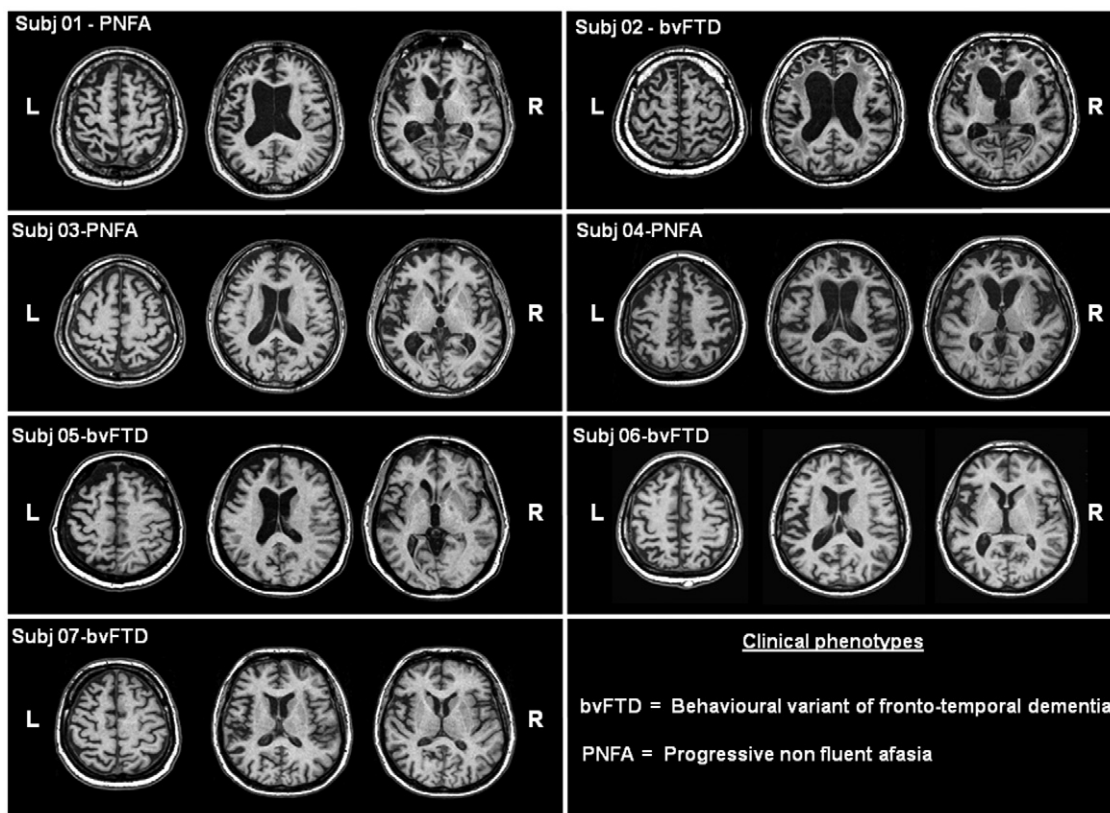 Subj 01 - PNFA
L
R
Subj 02 - bvFTD
L
R
Subj 03-PNFA
L
R
Subj 04-PNFA
L
R
Subj 05-bvFTD
L
R
Subj 06-bvFTD
L
R
Subj 07-bvFTD
L
R
Clinical phenotypes
bvFTD = Behavioural variant of fronto-temporal dementia
PNFA = Progressive non fluent afasia